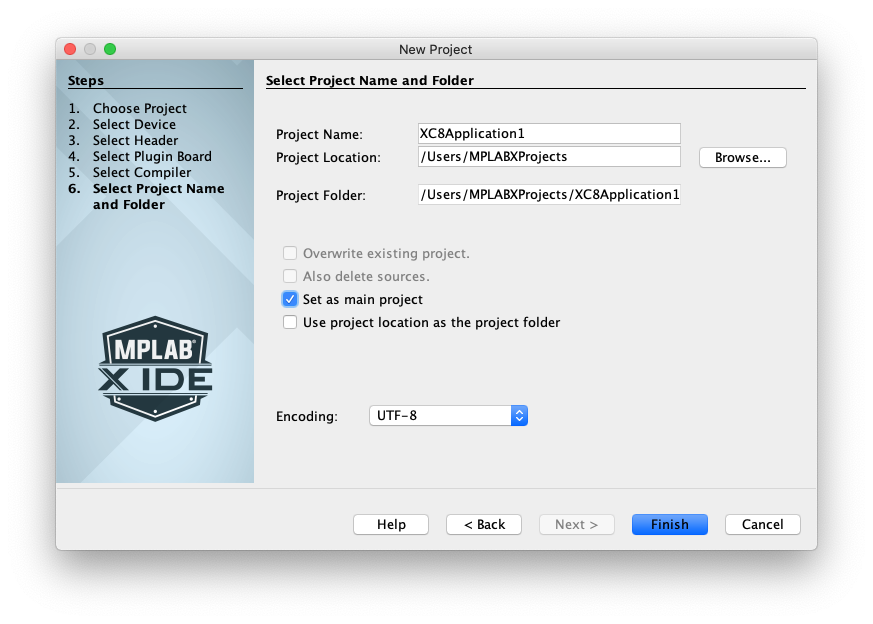 New Project
Steps
1. Choose Project
2. Select Device
3. Select Header
4. Select Plugin Board
5. Select Compiler
6. Select Project Name
and Folder
MPLAB®
X IDE
Select Project Name and Folder
Project Name: XC8Application1
Project Location: /Users/MPLABXProjects Browse...
Project Folder: /Users/MPLABXProjects/XC8Application1
Overwrite existing project.
Also delete sources.
Set as main project
Use project location as the project folder
Encoding: UTF-8
Help < Back Next > Finish Cancel